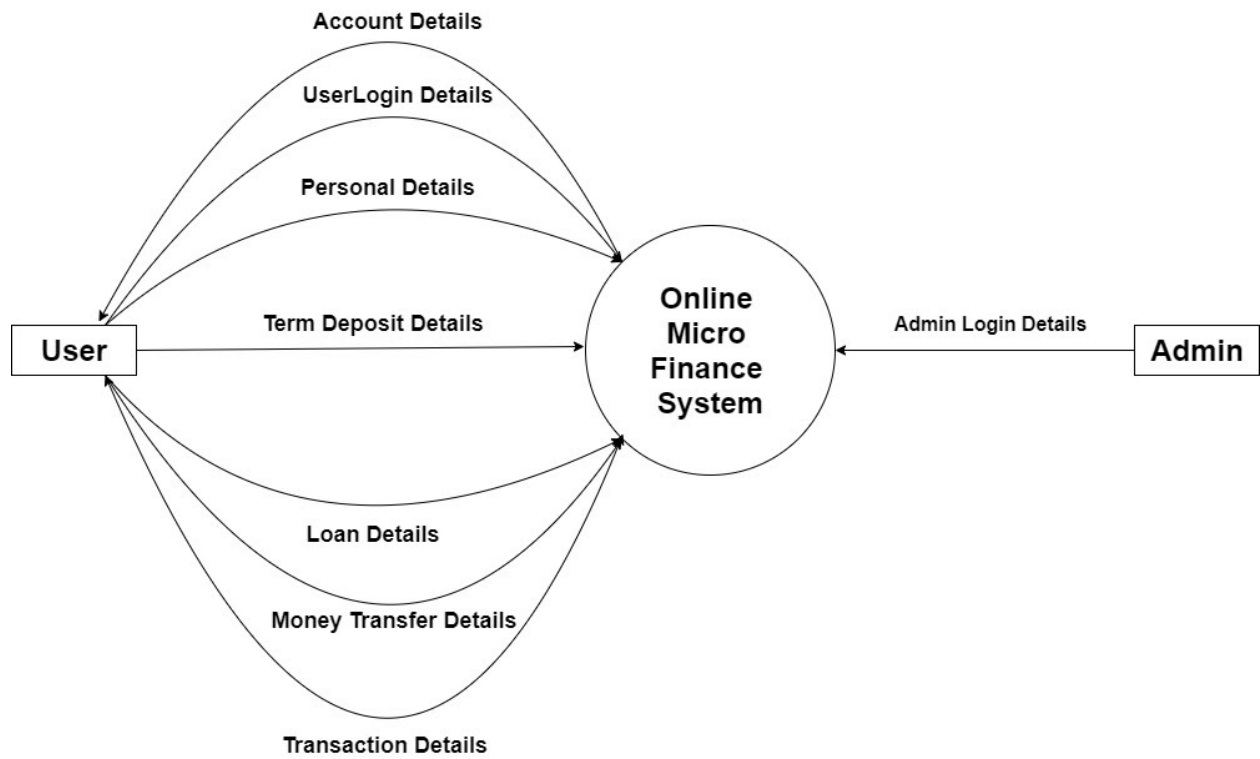 Account Details
UserLogin Details
Personal Details
Term Deposit Details
User
Online
Micro
Finance
System
Admin Login Details
Admin
Loan Details
Money Transfer Details
Transaction Details